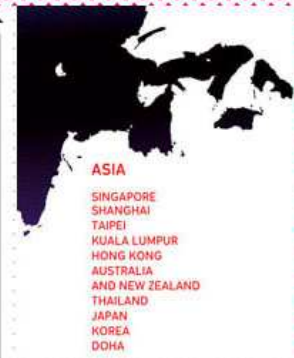 ASIA
SINGAPORE
SHANGHAI
TAIPEI
KUALA LUMPUR
HONG KONG
AUSTRALIA
AND NEW ZEALAND
THAILAND
JAPAN
KOREA
DOHA